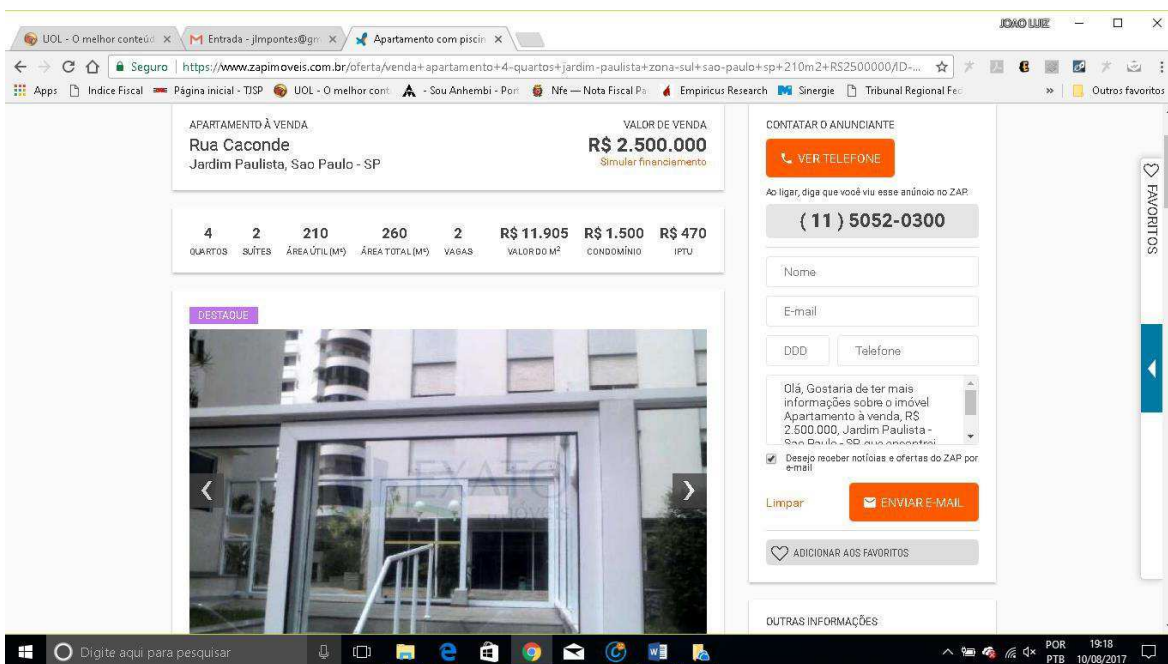 JOAO LUIZ
UOL - O melhor conteúd
Entrada - jlmpontes@gm
Apartamento com piscin
Seguro
https://www.zapimoveis.com.br/oferta/venda+apartamento+4-quartos+jardim-paulista+zona-sul+sao-paulo+sp+210m2+RS2500000/ID-...
Apps
Indice Fiscal
Página inicial - TJSP
UOL - O melhor cont
- Sou Anhembi - Port
Nfe — Nota Fiscal Pa
Empiricus Research
Sinergie
Tribunal Regional Fed
»
Outros favoritos
APARTAMENTO À VENDA
Rua Caconde
Jardim Paulista, Sao Paulo - SP
VALOR DE VENDA
R$ 2.500.000
Simular financiamento
4 2 210 260 2 R$ 11.905 R$ 1.500 R$ 470
QUARTOS SUÍTES ÁREA ÚTIL (M²) ÁREA TOTAL (M²) VAGAS VALOR DO M² CONDOMÍNIO IPTU
DESTAQUE
EXATO
IMÓVEIS
CONTATAR O ANUNCIANTE
VER TELEFONE
Ao ligar, diga que você viu esse anúncio no ZAP.
(11) 5052-0300
Nome
E-mail
DDD
Telefone
Olá, Gostaria de ter mais
informações sobre o imóvel
Apartamento à venda, R$
2.500.000, Jardim Paulista -
Sao Paulo - SP, que encontrei
Desejo receber notícias e ofertas do ZAP por
e-mail
Limpar
ENVIAR E-MAIL
ADICIONAR AOS FAVORITOS
OUTRAS INFORMAÇÕES
FAVORITOS
Digite aqui para pesquisar
POR
PTB
19:18
10/08/2017